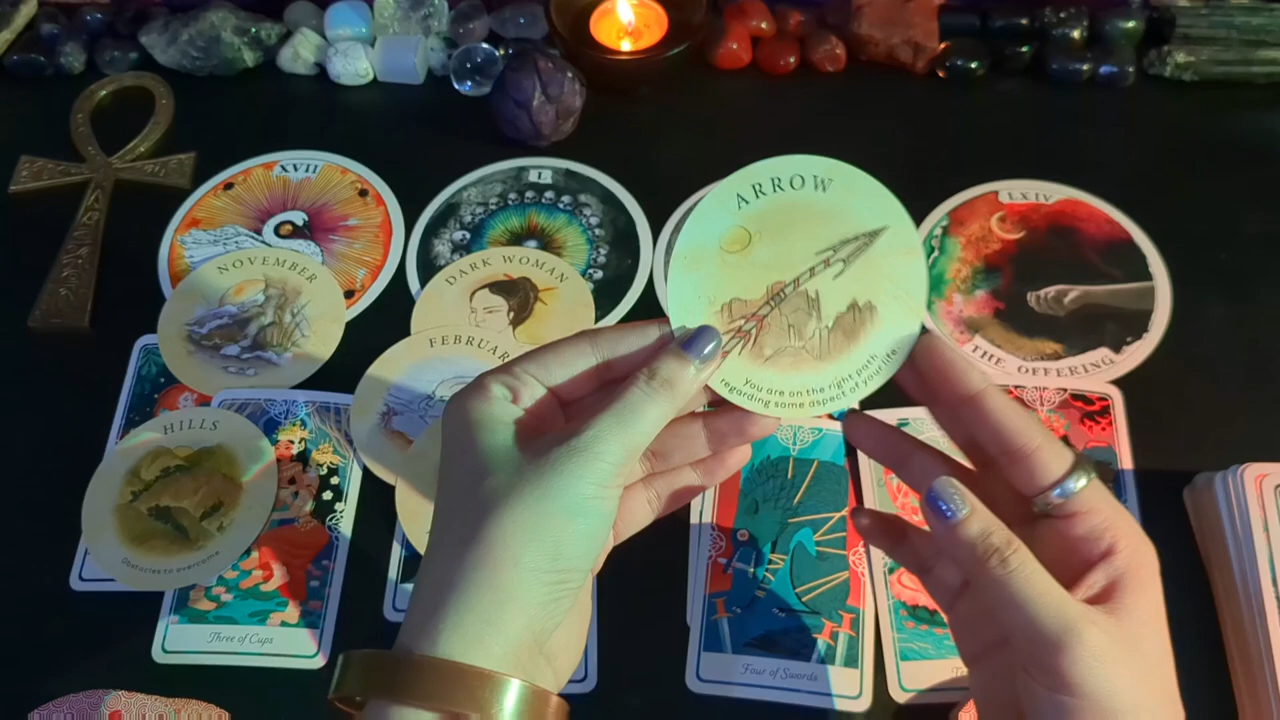 XVII
I
ARROW
LXIV
NOVEMBER
DARK WOMAN
THE OFFERING
FEBRUAR
You are on the right path
regarding some aspect of your life.
HILLS
Obstacles to overcome
Three of Cups
Four of Swords